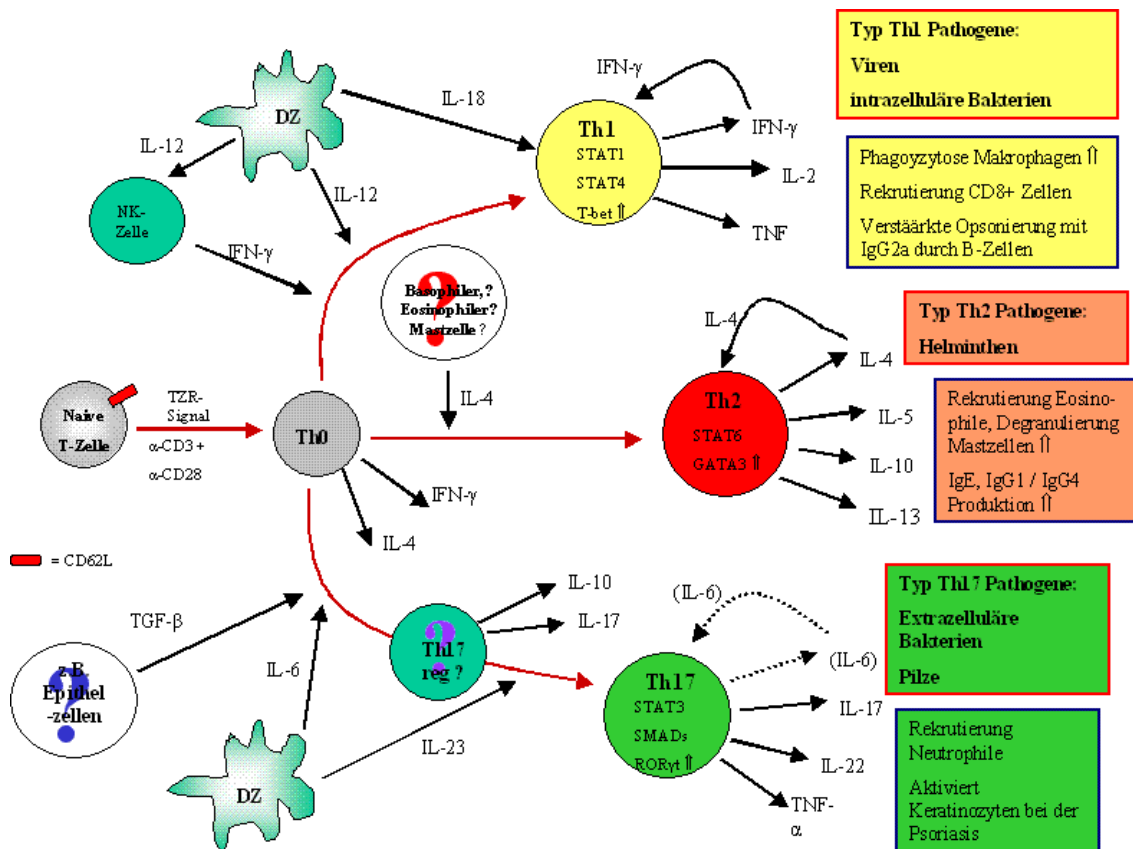 Typ Th1 Pathogene:
Viren
intrazelluläre Bakterien
Phagoyzytose Makrophagen ⇑
Rekrutierung CD8+ Zellen
Verstäärkte Opsonierung mit
IgG2a durch B-Zellen
DZ
IL-18
IL-12
IL-12
NK-
Zelle
IFN-γ
IFN-γ
Th1
STAT1
STAT4
T-bet ⇑
IFN-γ
IL-2
TNF
Basophiler, ?
Eosinophiler?
Mastzelle ?
?
IL-4
Naive
T-Zelle
TZR-
Signal
α-CD3 +
α-CD28
Th0
IFN-γ
IL-4
IL-4
Th2
STAT6
GATA3 ⇑
IL-4
IL-5
IL-10
IL-13
Typ Th2 Pathogene:
Helminthen
Rekrutierung Eosino-
phile, Degranulierung
Mastzellen ⇑
IgE, IgG1 / IgG4
Produktion ⇑
= CD62L
TGF-β
z.B.
Epithel
-zellen
?
IL-6
DZ
IL-23
Th17
reg ?
?
IL-10
IL-17
(IL-6)
Th17
STAT3
SMADs
RORγt ⇑
(IL-6)
IL-17
IL-22
TNF-
α
Typ Th17 Pathogene:
Extrazelluläre
Bakterien
Pilze
Rekrutierung
Neutrophile
Aktiviert
Keratinozyten bei der
Psoriasis